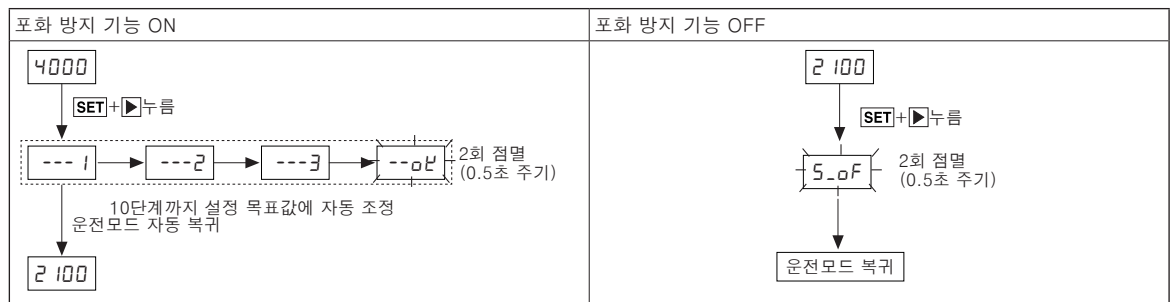 포화 방지 기능 ON
4000
SET+▶누름
---1
---2
---3
--oK
2회 점멸
(0.5초 주기)
10단계까지 설정 목표값에 자동 조정
운전모드 자동 복귀
2100
포화 방지 기능 OFF
2100
SET+▶누름
S_oF
2회 점멸
(0.5초 주기)
운전모드 복귀